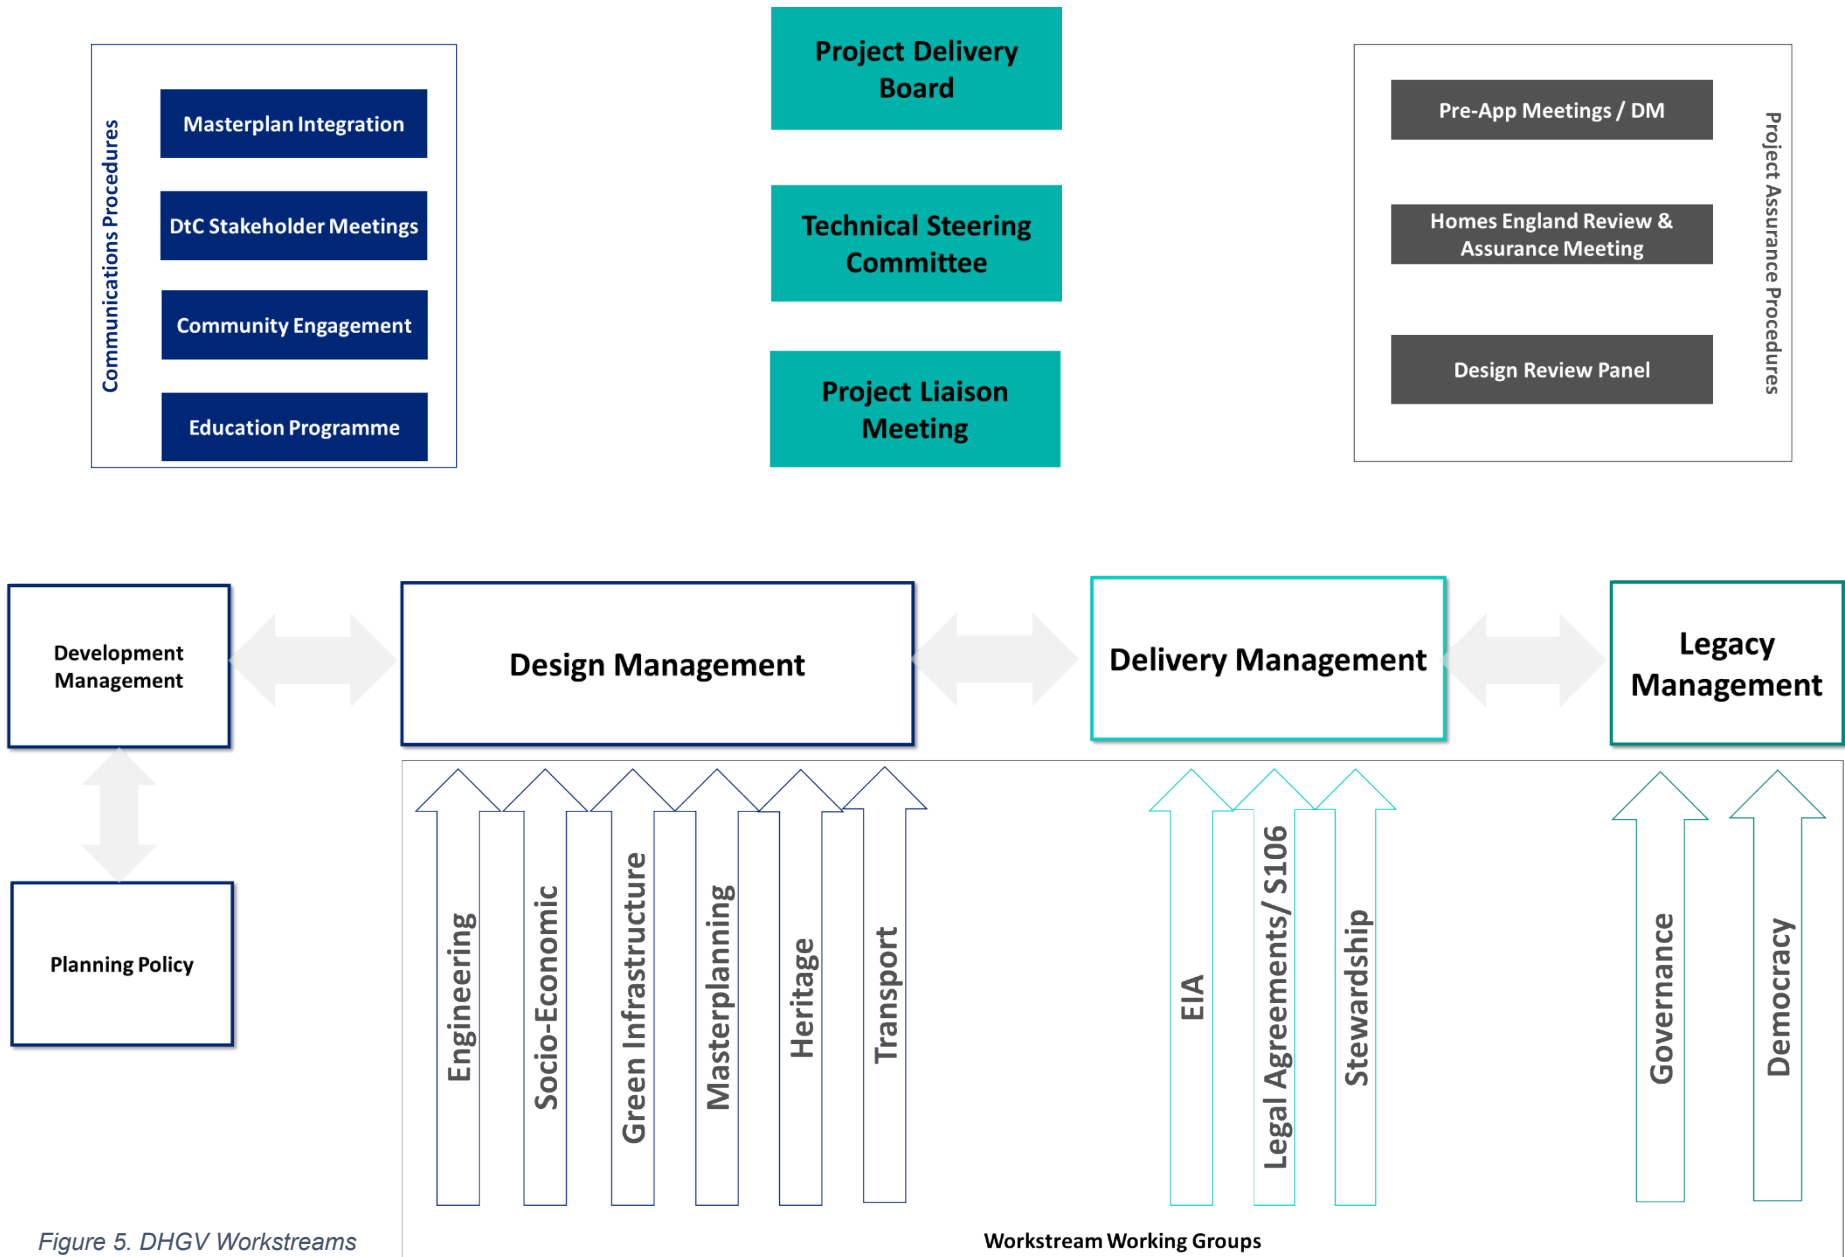 Communications Procedures
Masterplan Integration
DtC Stakeholder Meetings
Community Engagement
Education Programme
Project Delivery
Board
Technical Steering
Committee
Project Liaison
Meeting
Pre-App Meetings / DM
Homes England Review &
Assurance Meeting
Design Review Panel
Project Assurance Procedures
Development
Management
Design Management
Delivery Management
Legacy
Management
Planning Policy
Engineering
Socio-Economic
Green Infrastructure
Masterplanning
Heritage
Transport
EIA
Legal Agreements/ S106
Stewardship
Governance
Democracy
Figure 5. DHGV Workstreams
Workstream Working Groups